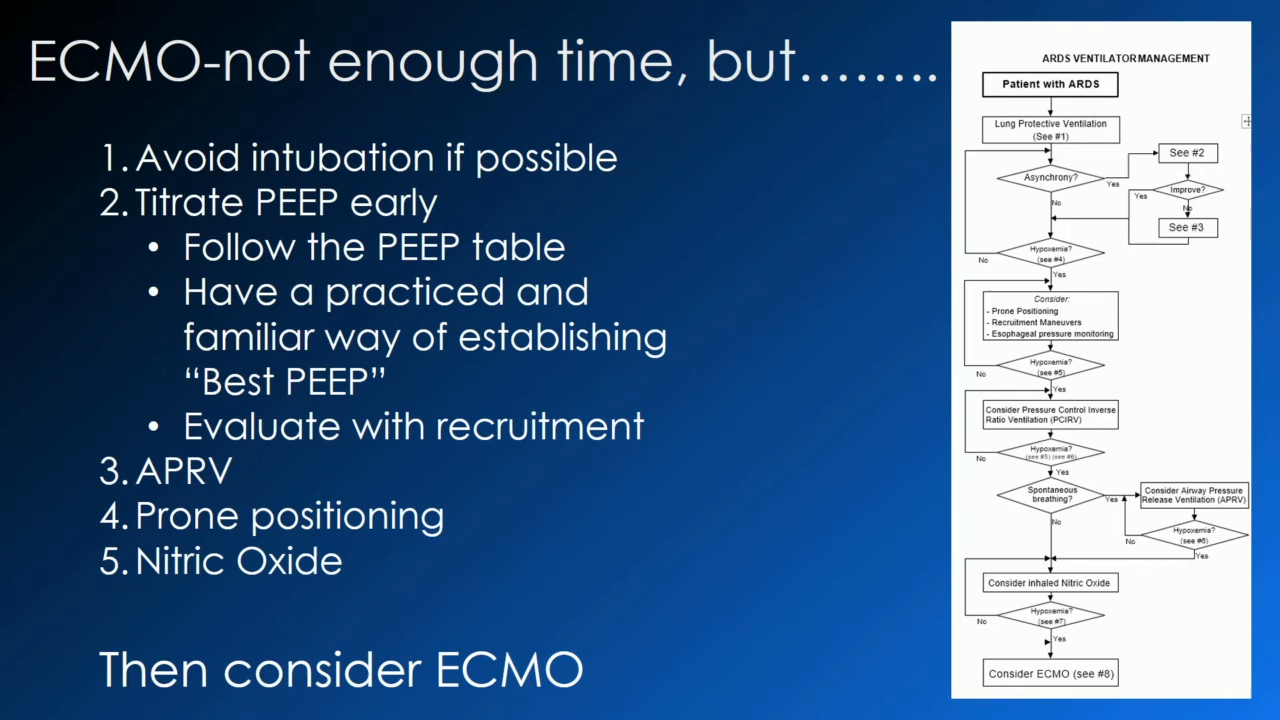 ECMO-not enough time, but........
1. Avoid intubation if possible
2. Titrate PEEP early
• Follow the PEEP table
• Have a practiced and
familiar way of establishing
“Best PEEP”
• Evaluate with recruitment
3. APRV
4. Prone positioning
5. Nitric Oxide
Then consider ECMO
ARDS VENTILATOR MANAGEMENT
Patient with ARDS
Lung Protective Ventilation
(See #1)
Asynchrony?
Yes
See #2
Improve?
Yes
No
See #3
No
Hypoxemia?
(see #4)
No
Yes
Consider:
- Prone Positioning
- Recruitment Maneuvers
- Esophageal pressure monitoring
Hypoxemia?
(see #5)
No
Yes
Consider Pressure Control Inverse
Ratio Ventilation (PCIRV)
Hypoxemia?
(see #5) (see #6)
No
Yes
Spontaneous
breathing?
Yes
Consider Airway Pressure
Release Ventilation (APRV)
Hypoxemia?
(see #6)
No
Yes
No
Consider inhaled Nitric Oxide
Hypoxemia?
(see #7)
No
Yes
Consider ECMO (see #8)